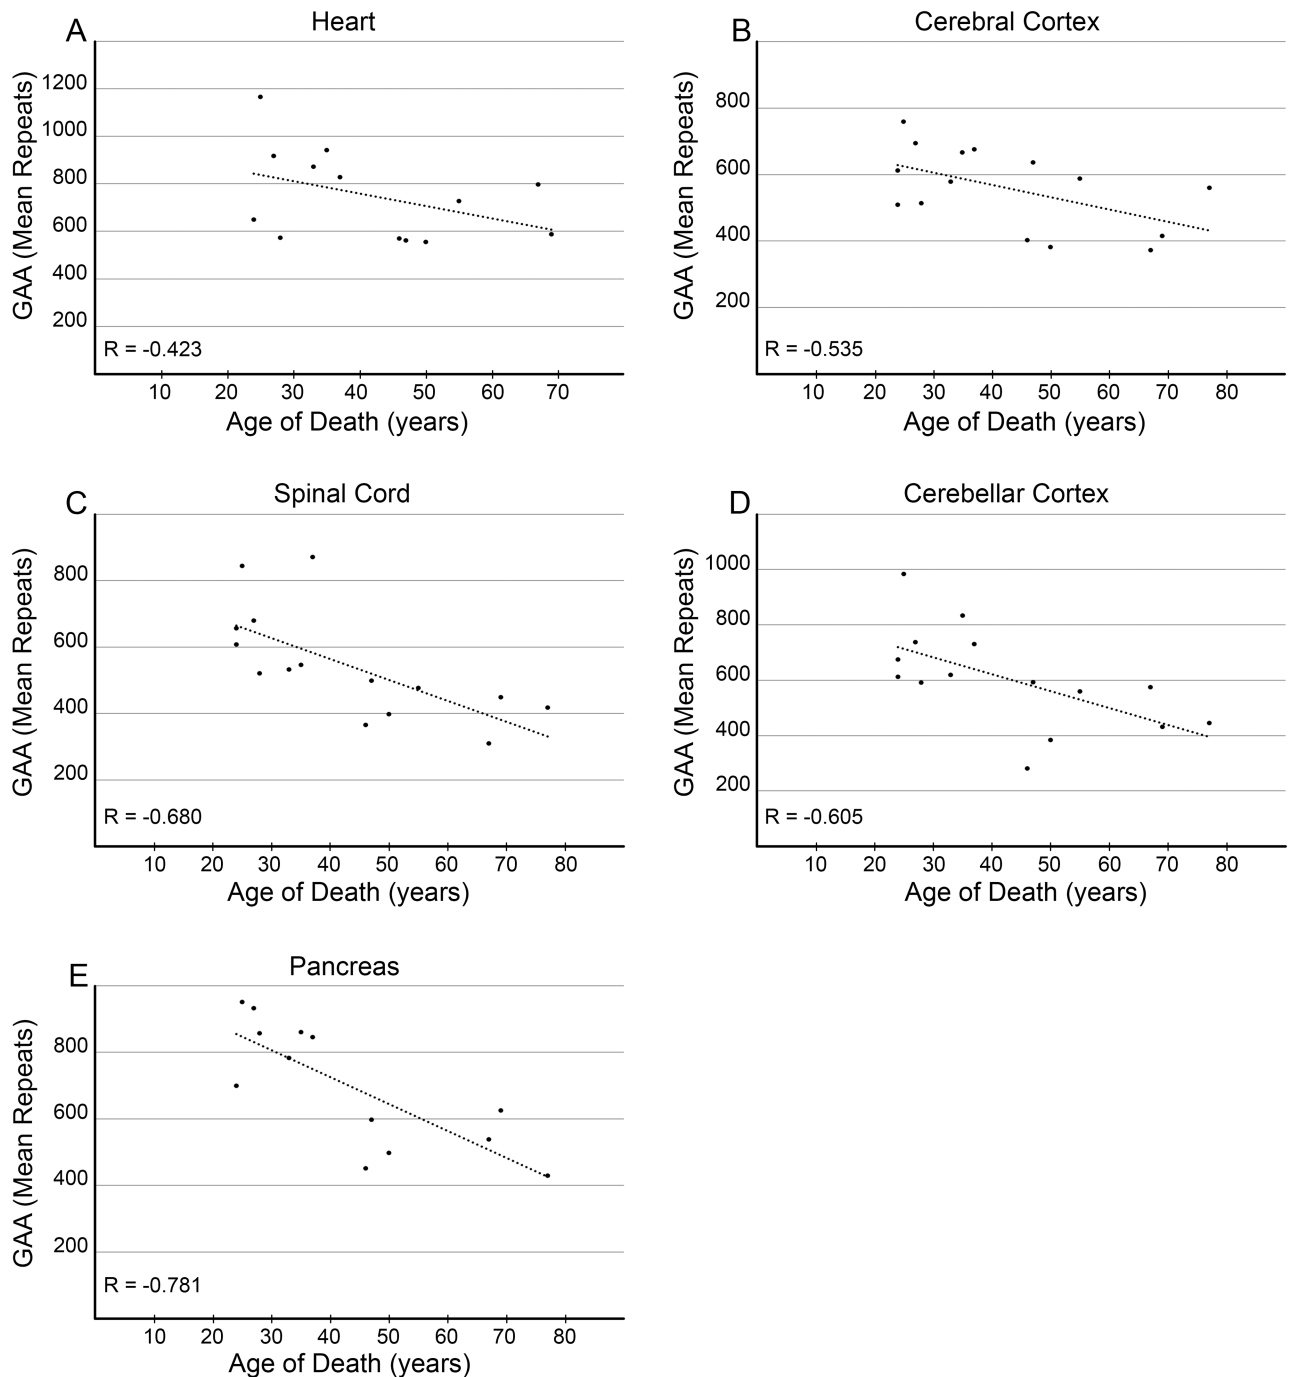 A
Heart
GAA (Mean Repeats)
1200
1000
800
600
400
200
R = -0.423
10 20 30 40 50 60 70
Age of Death (years)
B
Cerebral Cortex
GAA (Mean Repeats)
800
600
400
200
R = -0.535
10 20 30 40 50 60 70 80
Age of Death (years)
C
Spinal Cord
GAA (Mean Repeats)
800
600
400
200
R = -0.680
10 20 30 40 50 60 70 80
Age of Death (years)
D
Cerebellar Cortex
GAA (Mean Repeats)
1000
800
600
400
200
R = -0.605
10 20 30 40 50 60 70 80
Age of Death (years)
E
Pancreas
GAA (Mean Repeats)
800
600
400
200
R = -0.781
10 20 30 40 50 60 70 80
Age of Death (years)